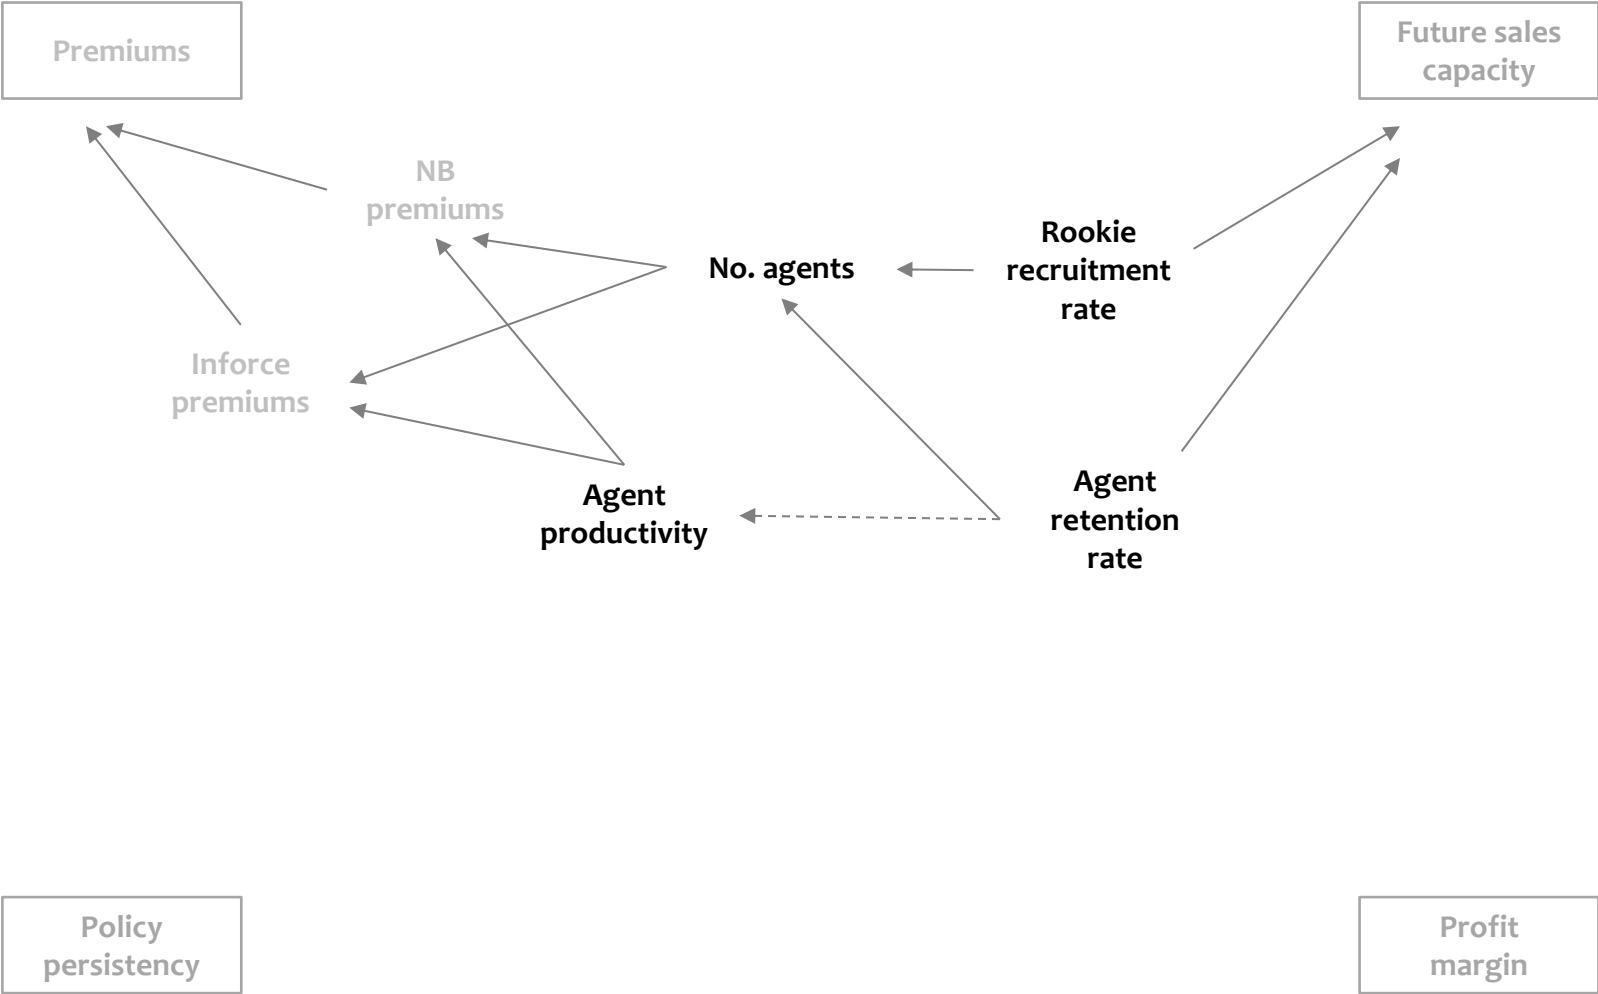 Premiums
Future sales
capacity
NB
premiums
No. agents
Rookie
recruitment
rate
Inforce
premiums
Agent
productivity
Agent
retention
rate
Policy
persistency
Profit
margin